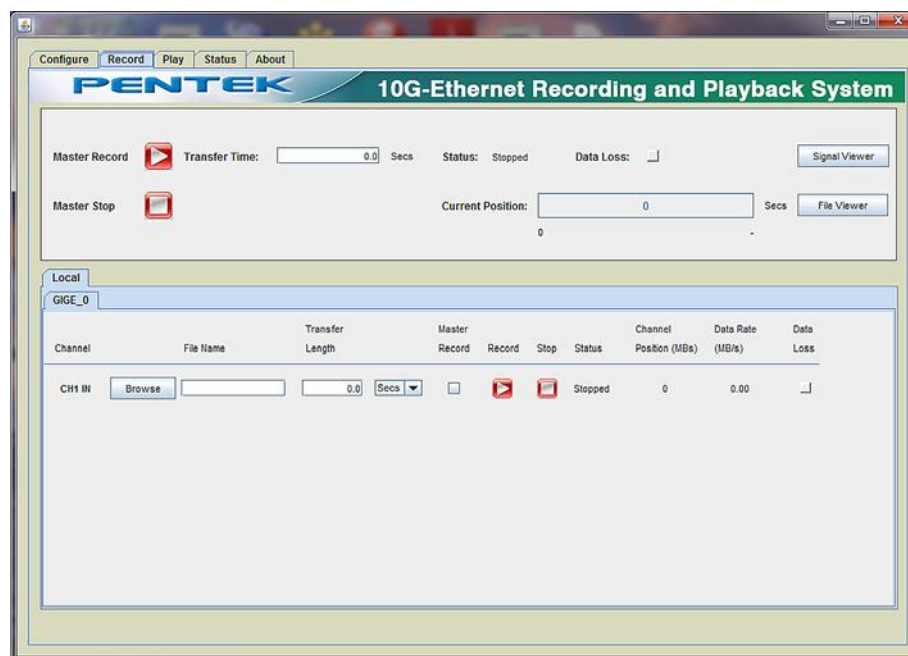 Configure Record Play Status About
PENTEK 10G-Ethernet Recording and Playback System
Master Record Transfer Time: 0.0 Secs Status: Stopped Data Loss: Signal Viewer
Master Stop Current Position: 0 Secs File Viewer
0 -
Local
GIGE_0
Transfer Master Channel Data Rate Data
Channel File Name Length Record Record Stop Status Position (MBs) (MB/s) Loss
CH1 IN Browse 0.0 Secs Stopped 0 0.00